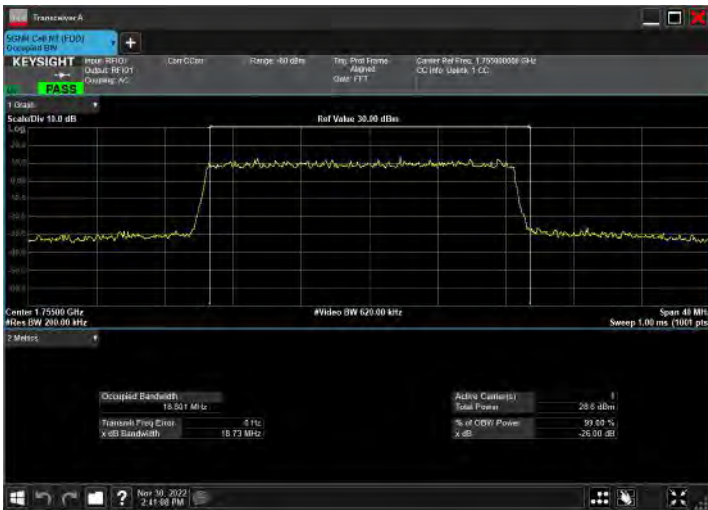 Transceiver A
5GNR Cell NT (FDD)
Occupied BW
+
KEYSIGHT
Input: RFIO1
Output: RFIO1
Coupling: AC
Corr CCorr
Range: -60 dBm
Trig:
Frame
Aligned
Gate: FFT
Center Ref Freq: 1.755000000 GHz
CC Info: Uplink, 1 CC
PASS
1 Graph
Scale/Div 10.0 dB
Ref Value 30.00 dBm
Log
Center 1.75500 GHz
#Video BW 620.00 kHz
Span 40 MHz
#Res BW 200.00 kHz
Sweep 1.00 ms (1001 pts
2 Metrics
Occupied Bandwidth
MHz
Active Carrier(s) 1
Total Power 28.6 dBm
Transmit Freq Error
x dB Bandwidth 18.73 MHz
% of OBW Power 99.00 %
x dB -26.00 dB
?
Nov 30, 2022
2:41:08 PM